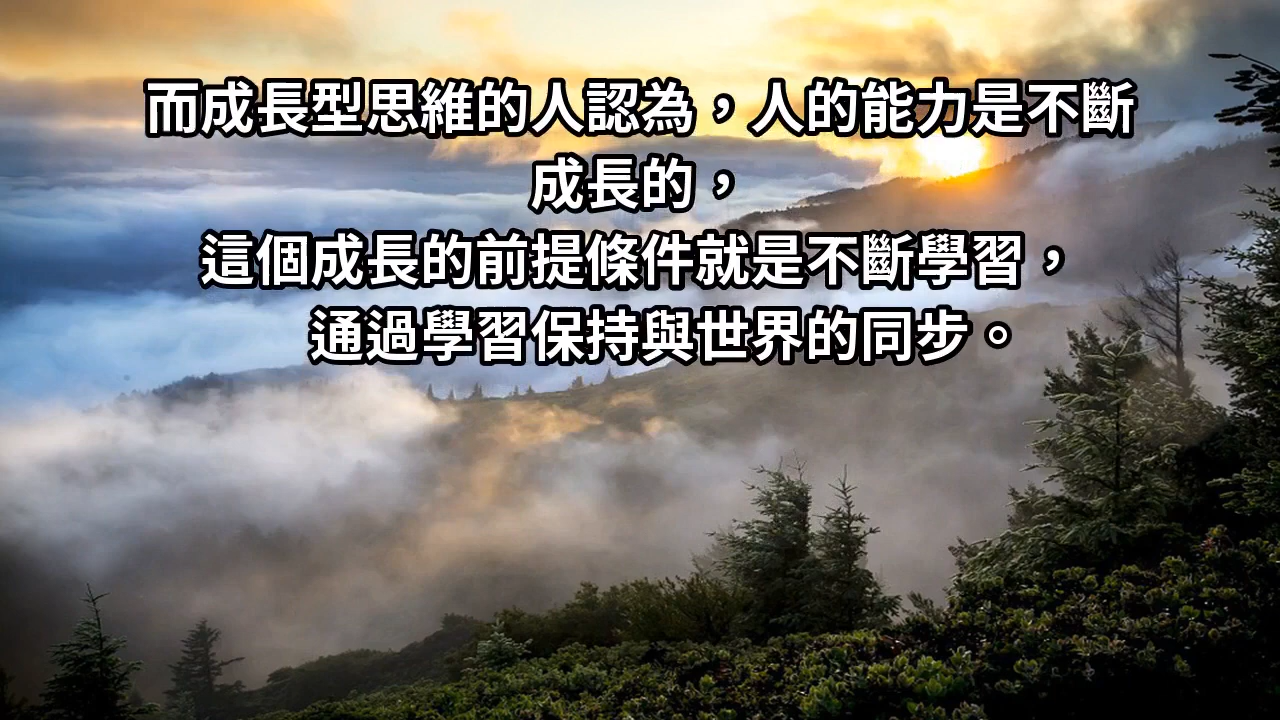 而成長型思維的人認為，人的能力是不斷
成長的，
這個成長的前提條件就是不斷學習，
通過學習保持與世界的同步。